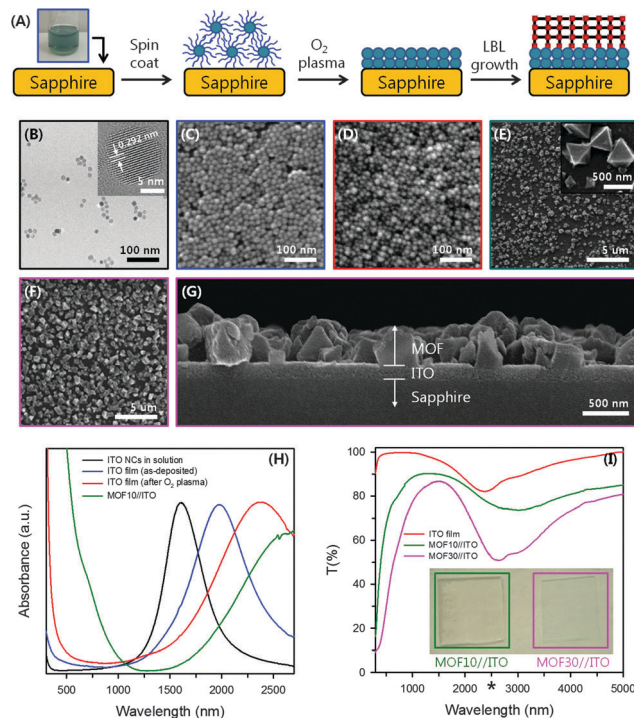 (A)
Spin coat
O₂ plasma
LBL growth
Sapphire
Sapphire
Sapphire
Sapphire
(B)
0.292 nm
5 nm
100 nm
(C)
100 nm
(D)
100 nm
(E)
500 nm
5 um
(F)
5 um
(G)
MOF
ITO
Sapphire
500 nm
(H)
ITO NCs in solution
ITO film (as-deposited)
ITO film (after O₂ plasma)
MOF10//ITO
Absorbance (a.u.)
500 1000 1500 2000 2500
Wavelength (nm)
(I)
100
80
60
40
20
0
T(%)
ITO film
MOF10//ITO
MOF30//ITO
MOF10//ITO MOF30//ITO
1000 2000 * 3000 4000 5000
Wavelength (nm)